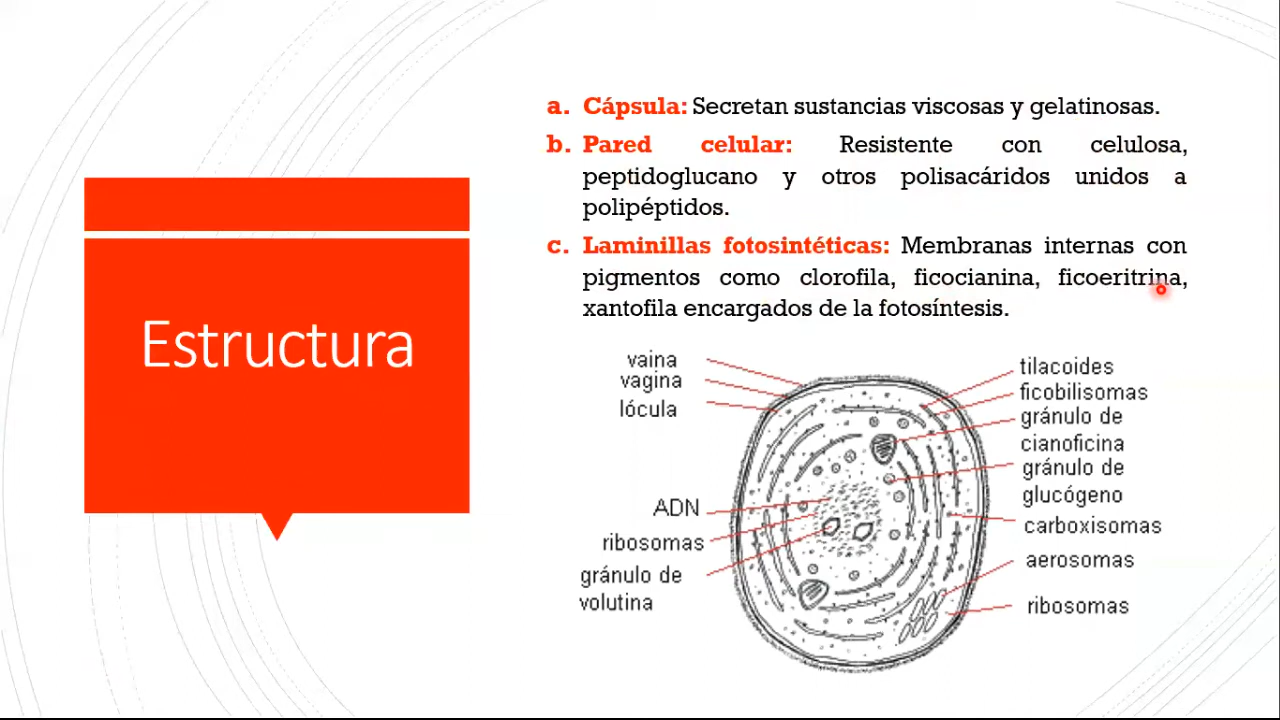 Estructura
a. Cápsula: Secretan sustancias viscosas y gelatinosas.
b. Pared celular: Resistente con celulosa,
peptidoglucano y otros polisacáridos unidos a
polipéptidos.
c. Laminillas fotosintéticas: Membranas internas con
pigmentos como clorofila, ficocianina, ficoeritrina,
xantofila encargados de la fotosíntesis.
vaina
vagina
lócula
ADN
ribosomas
gránulo de
volutina
tilacoides
ficobilisomas
gránulo de
cianoficina
gránulo de
glucógeno
carboxisomas
aerosomas
ribosomas